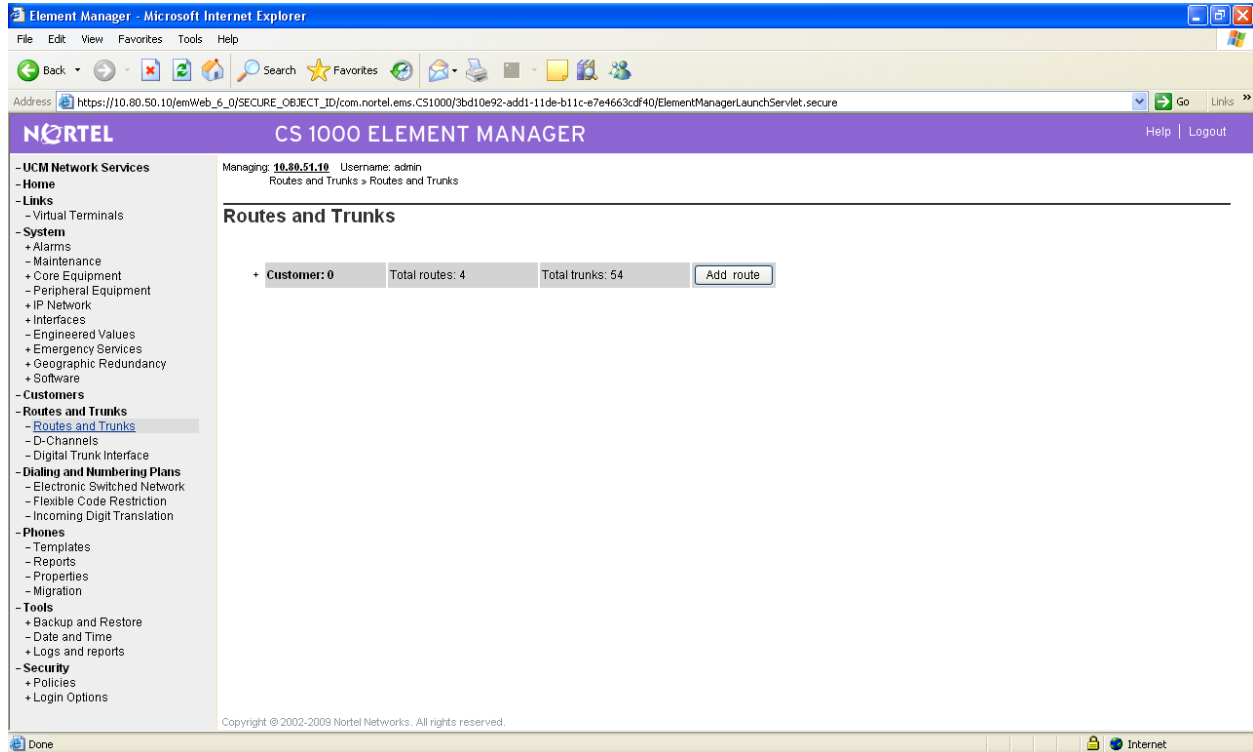 Element Manager - Microsoft Internet Explorer
File Edit View Favorites Tools Help
Back Search Favorites
Address https://10.80.50.10/emWeb_6_0/SECURE_OBJECT_ID/com.nortel.ems.CS1000/3bd10e92-add1-11de-b11c-e7e4663cdf40/ElementManagerLaunchServlet.secure Go Links »
NORTEL CS 1000 ELEMENT MANAGER Help | Logout
- UCM Network Services
- Home
- Links
- Virtual Terminals
- System
+ Alarms
- Maintenance
+ Core Equipment
- Peripheral Equipment
+ IP Network
+ Interfaces
- Engineered Values
+ Emergency Services
+ Geographic Redundancy
+ Software
- Customers
- Routes and Trunks
- Routes and Trunks
- D-Channels
- Digital Trunk Interface
- Dialing and Numbering Plans
- Electronic Switched Network
- Flexible Code Restriction
- Incoming Digit Translation
- Phones
- Templates
- Reports
- Properties
- Migration
- Tools
+ Backup and Restore
- Date and Time
+ Logs and reports
- Security
+ Policies
+ Login Options
Managing: 10.80.51.10 Username: admin
Routes and Trunks » Routes and Trunks
Routes and Trunks
+ Customer: 0 Total routes: 4 Total trunks: 54 Add route
Copyright © 2002-2009 Nortel Networks. All rights reserved.
Done Internet